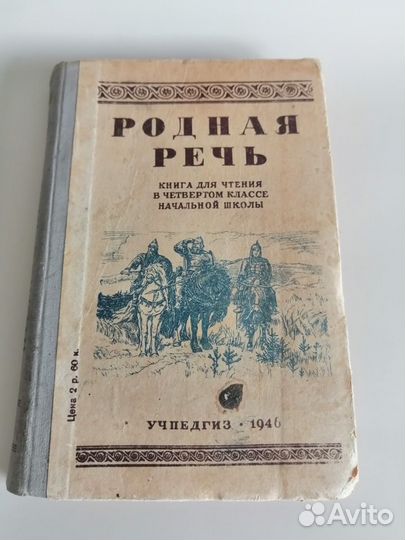 РОДНАЯ
РЕЧЬ
КНИГА ДЛЯ ЧТЕНИЯ
В ЧЕТВЕРТОМ КЛАССЕ
НАЧАЛЬНОЙ ШКОЛЫ
Цена 2 р. 60 к.
УЧПЕДГИЗ • 1946
Avito